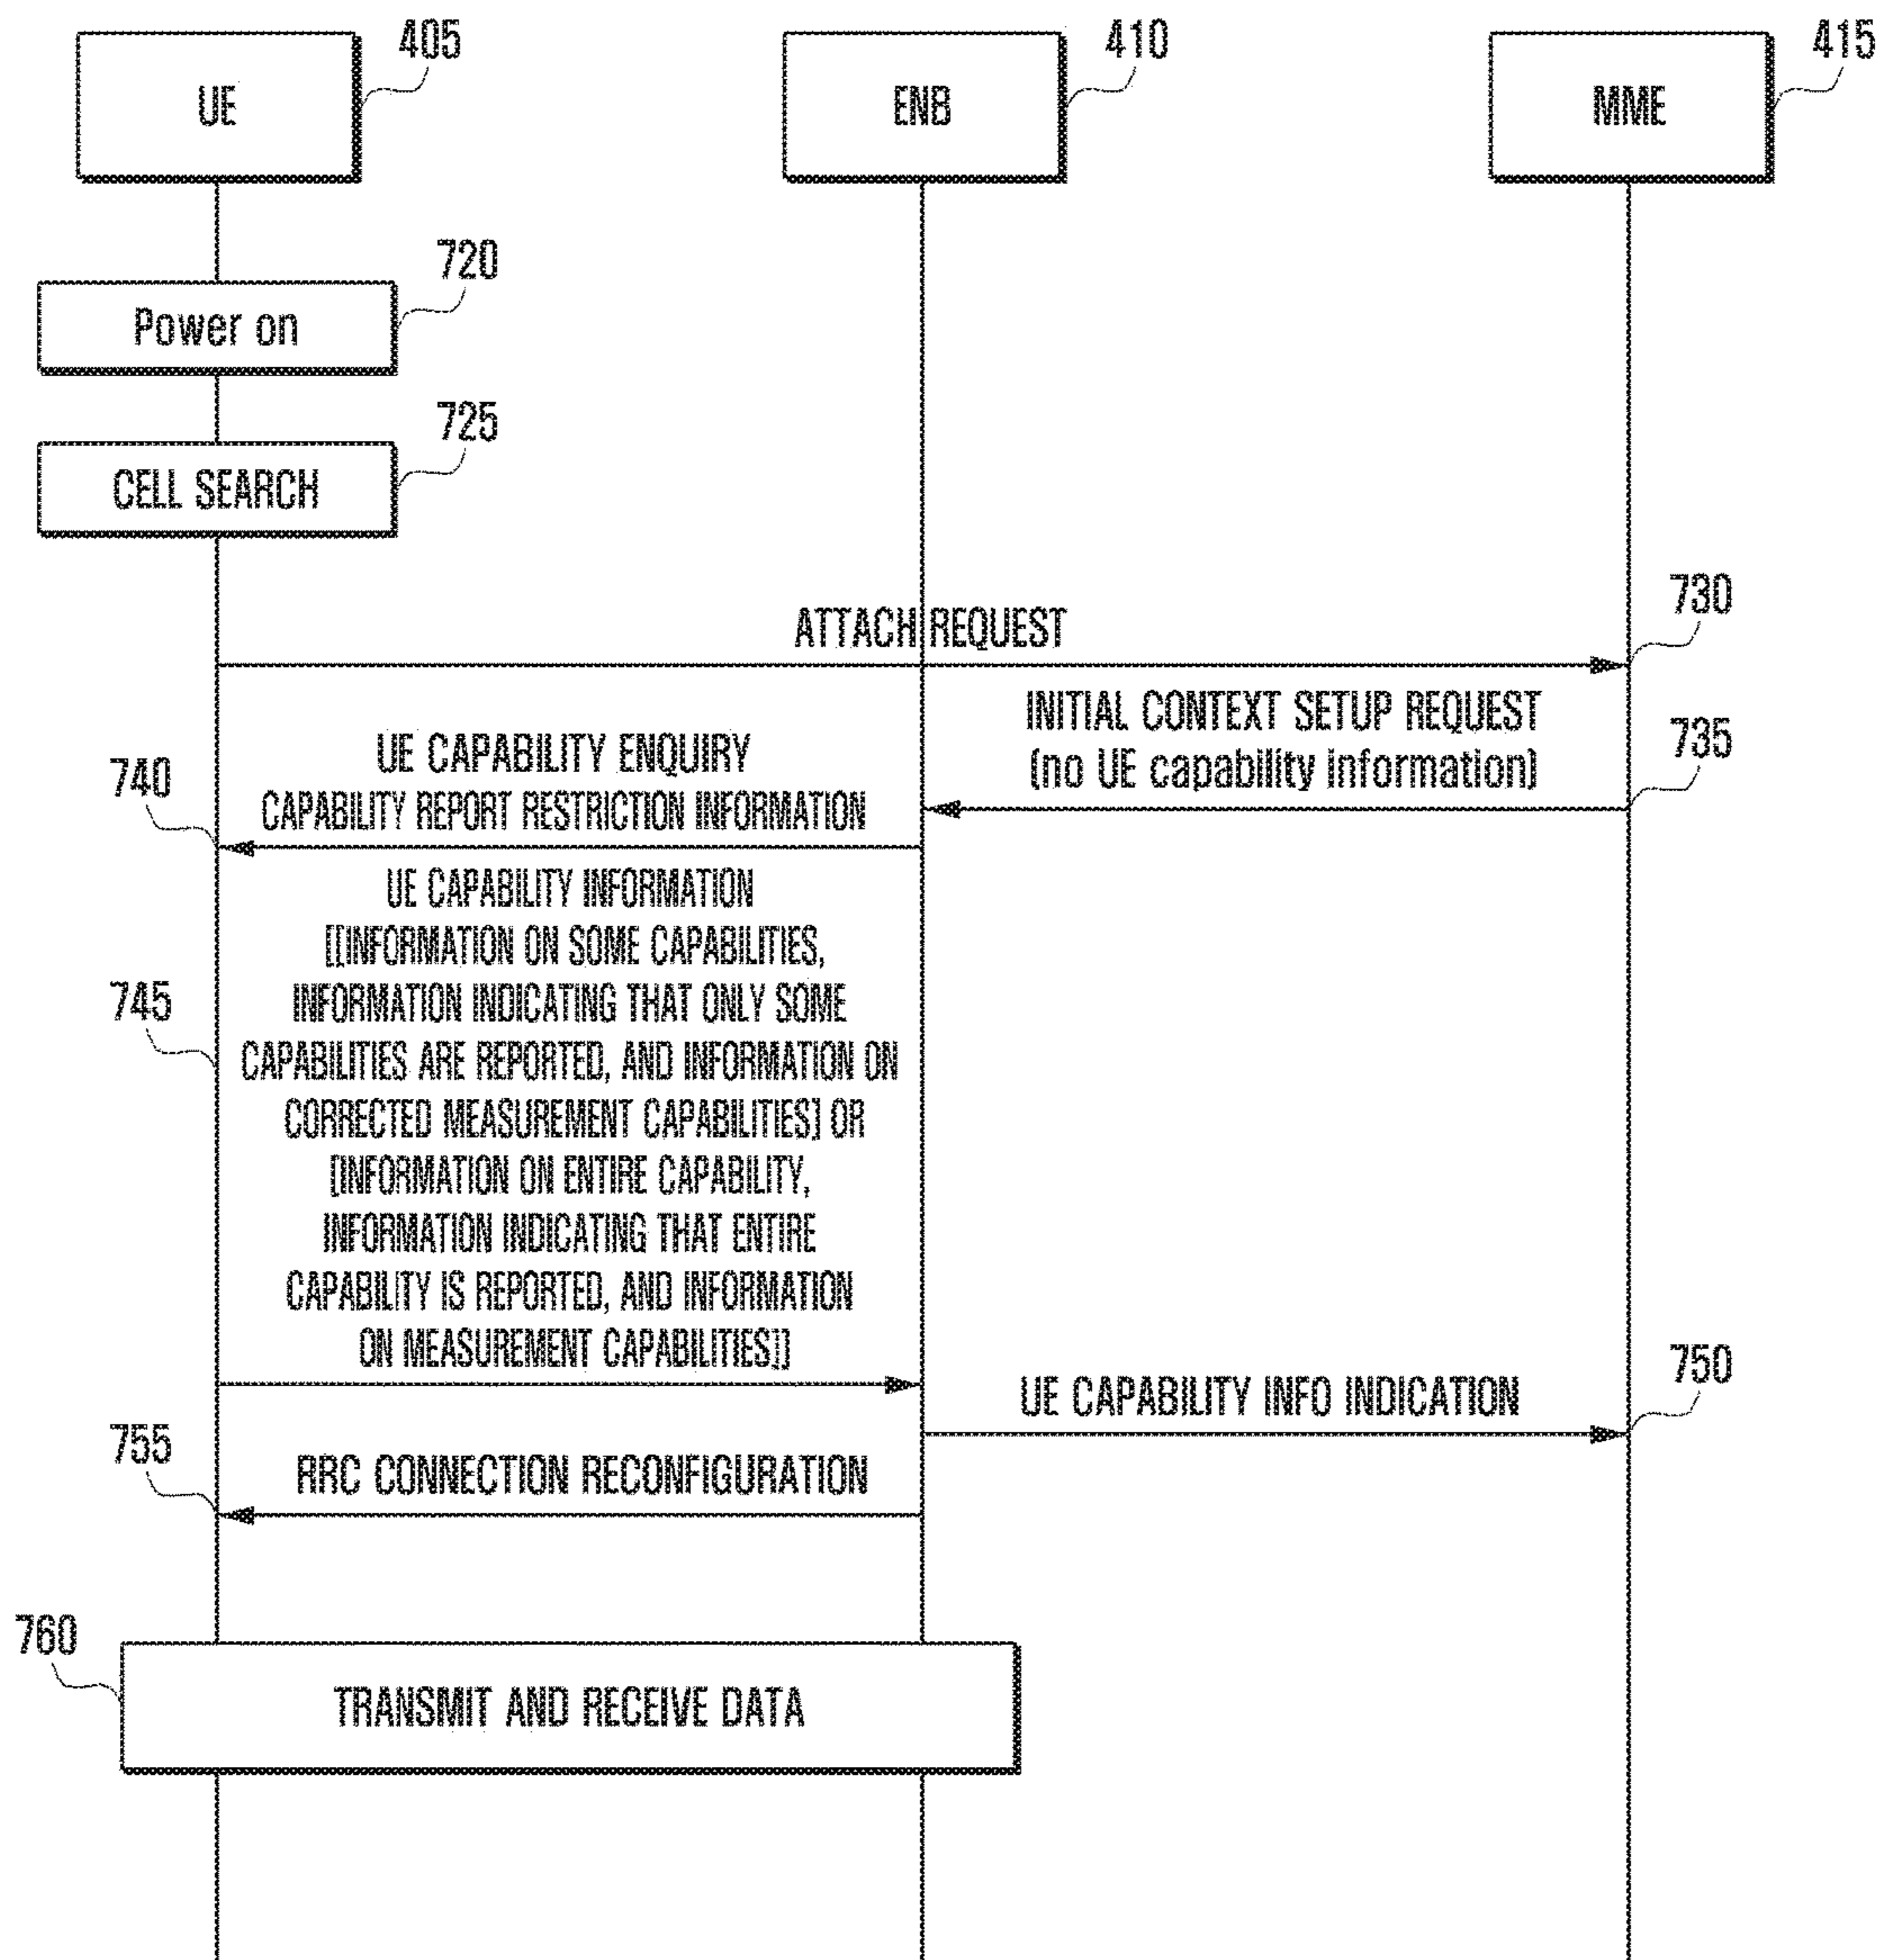 405
410
415
UE
ENB
MME
720
Power on
725
CELL SEARCH
730
ATTACH REQUEST
INITIAL CONTEXT SETUP REQUEST
(no UE capability information)
735
740
UE CAPABILITY ENQUIRY
CAPABILITY REPORT RESTRICTION INFORMATION
745
UE CAPABILITY INFORMATION
[[INFORMATION ON SOME CAPABILITIES,
INFORMATION INDICATING THAT ONLY SOME
CAPABILITIES ARE REPORTED, AND INFORMATION ON
CORRECTED MEASUREMENT CAPABILITIES] OR
[INFORMATION ON ENTIRE CAPABILITY,
INFORMATION INDICATING THAT ENTIRE
CAPABILITY IS REPORTED, AND INFORMATION
ON MEASUREMENT CAPABILITIES]]
750
UE CAPABILITY INFO INDICATION
755
RRC CONNECTION RECONFIGURATION
760
TRANSMIT AND RECEIVE DATA